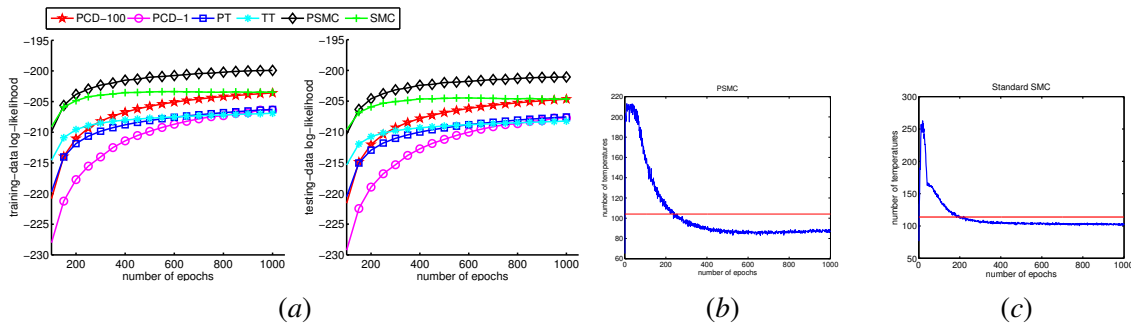 PCD-100 PCD-1 PT TT PSMC SMC
-195
-200
-205
-210
-215
-220
-225
-230
training-data log-likelihood
200 400 600 800 1000
number of epochs
-195
-200
-205
-210
-215
-220
-225
-230
testing-data log-likelihood
200 400 600 800 1000
number of epochs
(a)
PSMC
220
200
180
160
140
120
100
80
60
number of temperatures
0 200 400 600 800 1000
number of epochs
(b)
Standard SMC
300
250
200
150
100
50
number of temperatures
0 200 400 600 800 1000
number of epochs
(c)